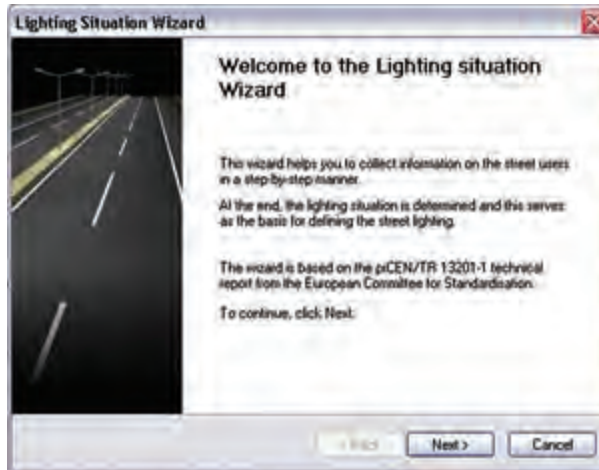 Lighting Situation Wizard
Welcome to the Lighting situation
Wizard
This wizard helps you to collect information on the street users
in a step-by-step manner.
At the end, the lighting situation is determined and this serves
as the basis for defining the street lighting.
The wizard is based on the prCEN/TR 13201-1 technical
report from the European Committee for Standardisation.
To continue, click Next.
< Back
Next >
Cancel